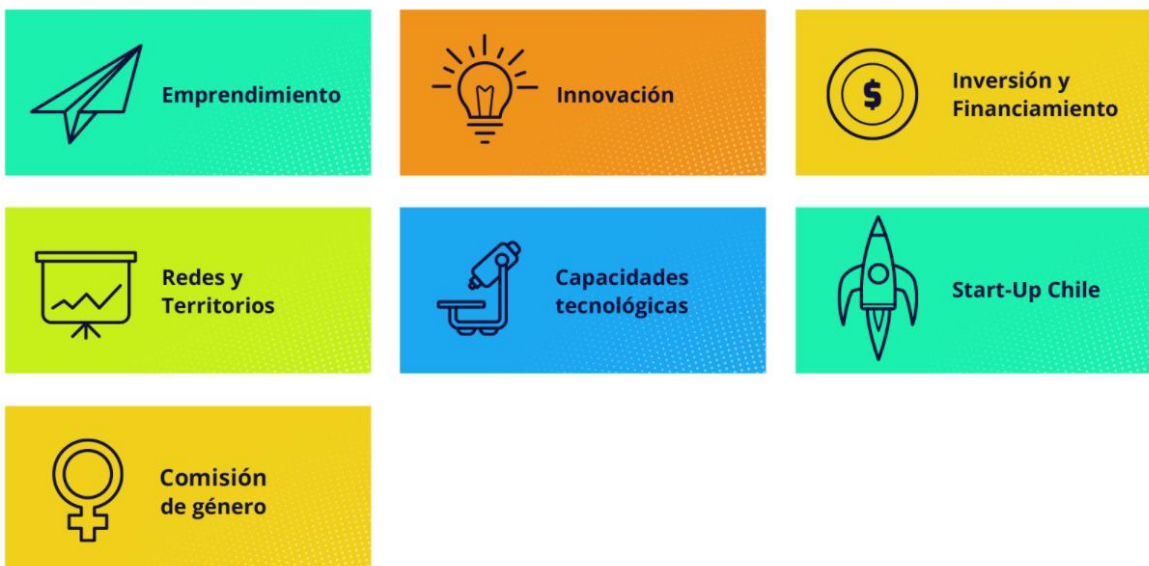 Emprendimiento
Innovación
$
Inversión y
Financiamiento
Redes y
Territorios
Capacidades
tecnológicas
Start-Up Chile
Comisión
de género